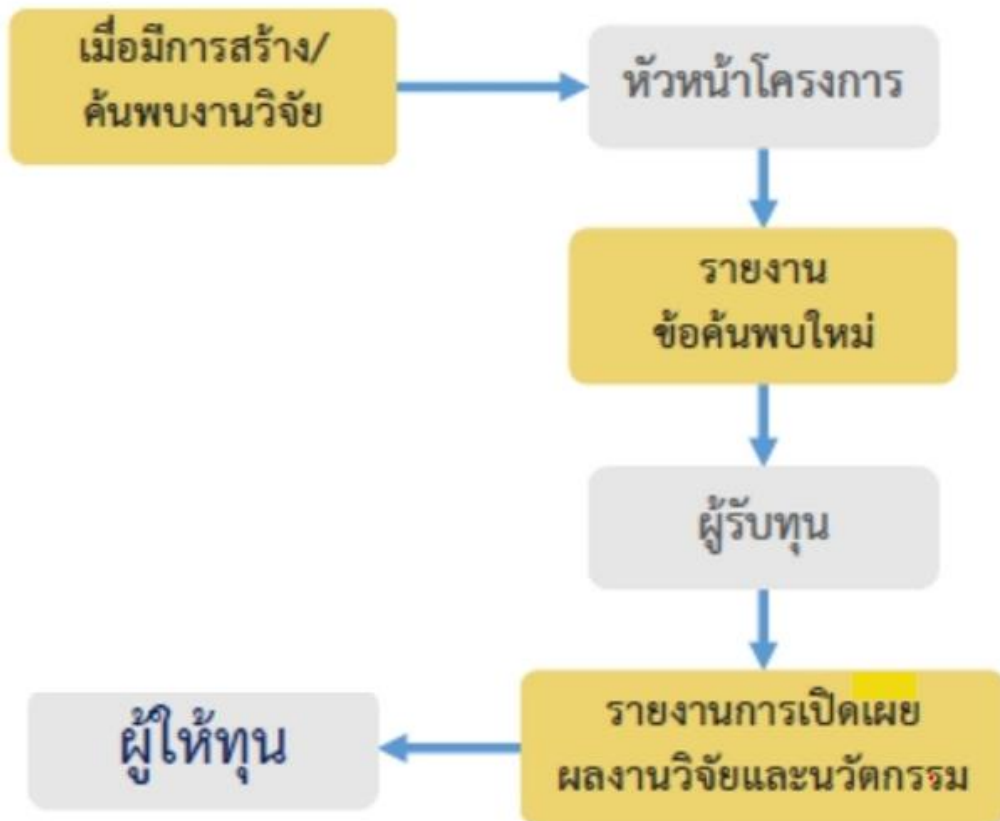 เมื่อมีการสร้าง/
ค้นพบงานวิจัย
หัวหน้าโครงการ
รายงาน
ข้อค้นพบใหม่
ผู้รับทุน
รายงานการเปิดเผย
ผลงานวิจัยและนวัตกรรม
ผู้ให้ทุน